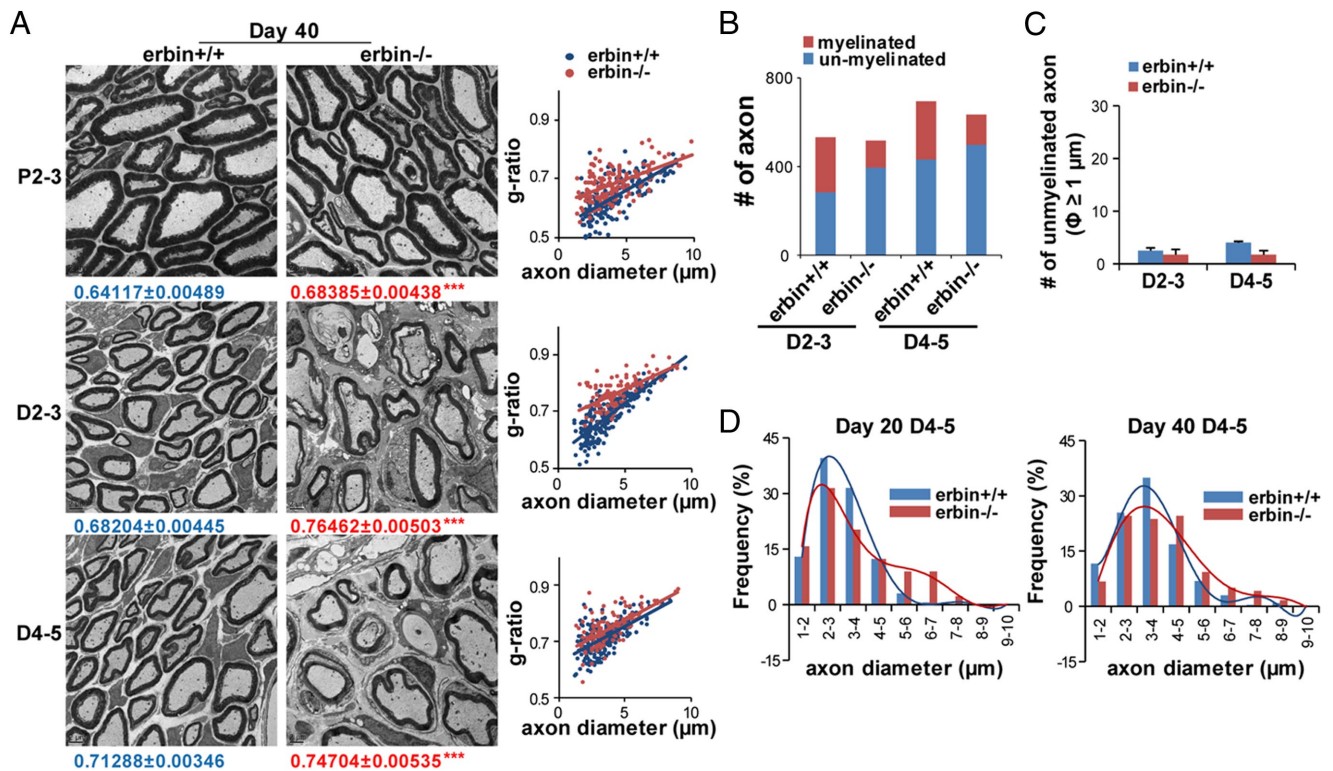 A
Day 40
erbin+/+
erbin-/-
erbin+/+
erbin-/-
P2-3
0.64117±0.00489
0.68385±0.00438***
g-ratio
0.9
0.7
0.5
0
5
10
axon diameter (µm)
D2-3
0.68204±0.00445
0.76462±0.00503***
g-ratio
0.9
0.7
0.5
0
5
10
axon diameter (µm)
D4-5
0.71288±0.00346
0.74704±0.00535***
g-ratio
0.9
0.7
0.5
0
5
10
axon diameter (µm)
B
myelinated
un-myelinated
# of axon
800
400
0
erbin+/+
erbin-/-
erbin+/+
erbin-/-
D2-3
D4-5
C
erbin+/+
erbin-/-
# of unmyelinated axon
(Φ ≥ 1 µm)
30
20
10
0
D2-3
D4-5
D
Day 20 D4-5
erbin+/+
erbin-/-
Frequency (%)
45
30
15
0
-15
1-2
2-3
3-4
4-5
5-6
6-7
7-8
8-9
9-10
axon diameter (µm)
Day 40 D4-5
erbin+/+
erbin-/-
Frequency (%)
45
30
15
0
-15
1-2
2-3
3-4
4-5
5-6
6-7
7-8
8-9
9-10
axon diameter (µm)